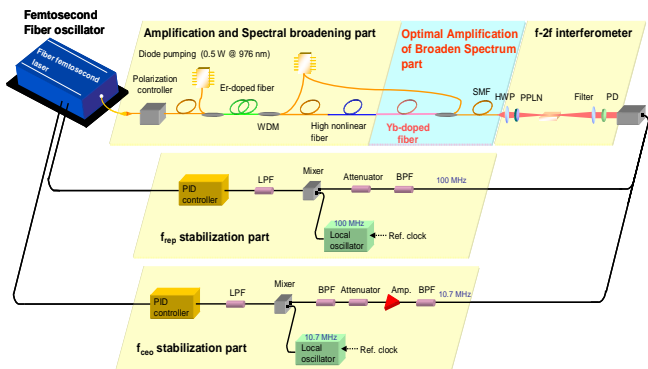 Femtosecond
Fiber oscillator
Fiber femtosecond
laser
Amplification and Spectral broadening part
Diode pumping (0.5 W @ 976 nm)
Polarization
controller
Er-doped fiber
WDM
High nonlinear
fiber
Optimal Amplification
of Broaden Spectrum
part
Yb-doped
fiber
SMF
f-2f interferometer
HWP
PPLN
Filter
PD
PID
controller
LPF
Mixer
Attenuator
BPF
100 MHz
100 MHz
Local
oscillator
Ref. clock
frep stabilization part
PID
controller
LPF
Mixer
BPF
Attenuator
Amp.
BPF
10.7 MHz
10.7 MHz
Local
oscillator
Ref. clock
fceo stabilization part